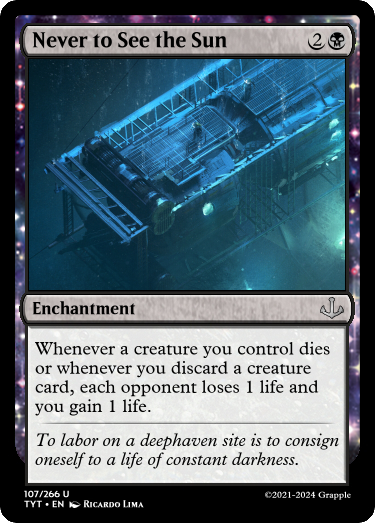 Never to See the Sun 2
Enchantment
Whenever a creature you control dies
or whenever you discard a creature
card, each opponent loses 1 life and
you gain 1 life.
To labor on a deephaven site is to consign
oneself to a life of constant darkness.
107/266 U
TYT • EN Ricardo Lima
©2021-2024 Grapple